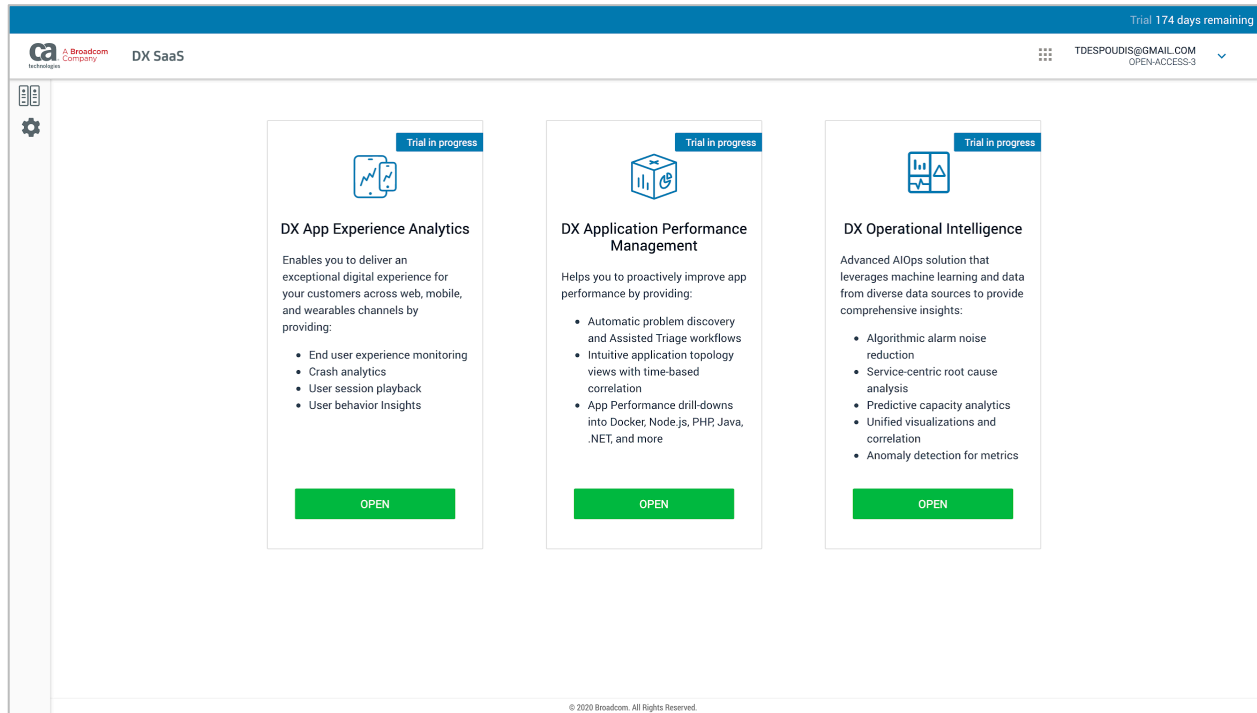 Trial 174 days remaining
ca
technologies
A Broadcom
Company
DX SaaS
TDESPOUDIS@GMAIL.COM
OPEN-ACCESS-3
Trial in progress
DX App Experience Analytics
Enables you to deliver an
exceptional digital experience for
your customers across web, mobile,
and wearables channels by
providing:
• End user experience monitoring
• Crash analytics
• User session playback
• User behavior Insights
OPEN
Trial in progress
DX Application Performance
Management
Helps you to proactively improve app
performance by providing:
• Automatic problem discovery
and Assisted Triage workflows
• Intuitive application topology
views with time-based
correlation
• App Performance drill-downs
into Docker, Node.js, PHP, Java,
.NET, and more
OPEN
Trial in progress
DX Operational Intelligence
Advanced AIOps solution that
leverages machine learning and data
from diverse data sources to provide
comprehensive insights:
• Algorithmic alarm noise
reduction
• Service-centric root cause
analysis
• Predictive capacity analytics
• Unified visualizations and
correlation
• Anomaly detection for metrics
OPEN
© 2020 Broadcom. All Rights Reserved.